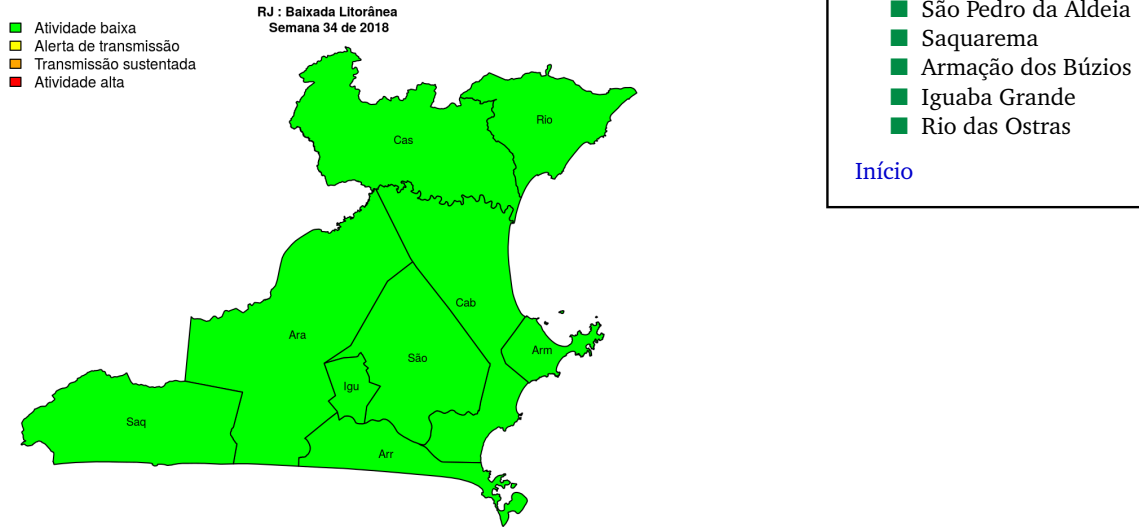 RJ : Baixada Litorânea
Semana 34 de 2018
Atividade baixa
Alerta de transmissão
Transmissão sustentada
Atividade alta
Cas
Rio
Cab
Ara
São
Arm
Igu
Saq
Arr
São Pedro da Aldeia
Saquarema
Armação dos Búzios
Iguaba Grande
Rio das Ostras
Início